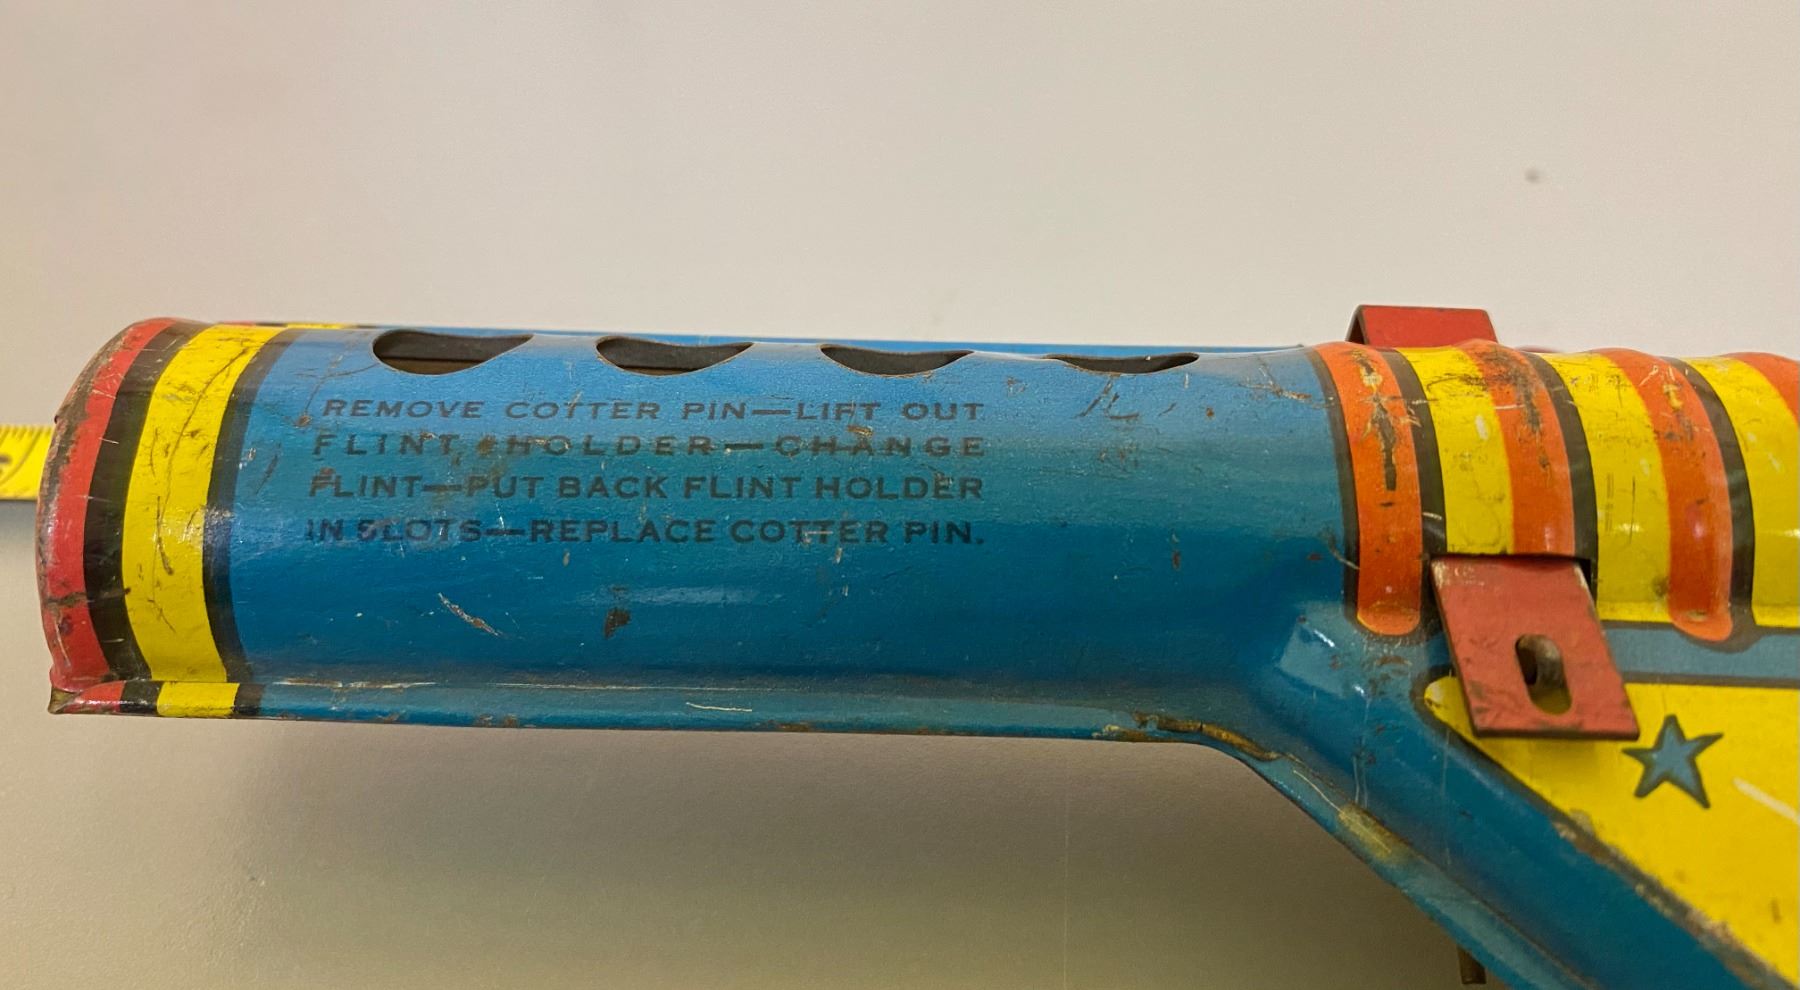 REMOVE COTTER PIN—LIFT OUT
FLINT HOLDER—CHANGE
FLINT—PUT BACK FLINT HOLDER
IN SLOTS—REPLACE COTTER PIN.